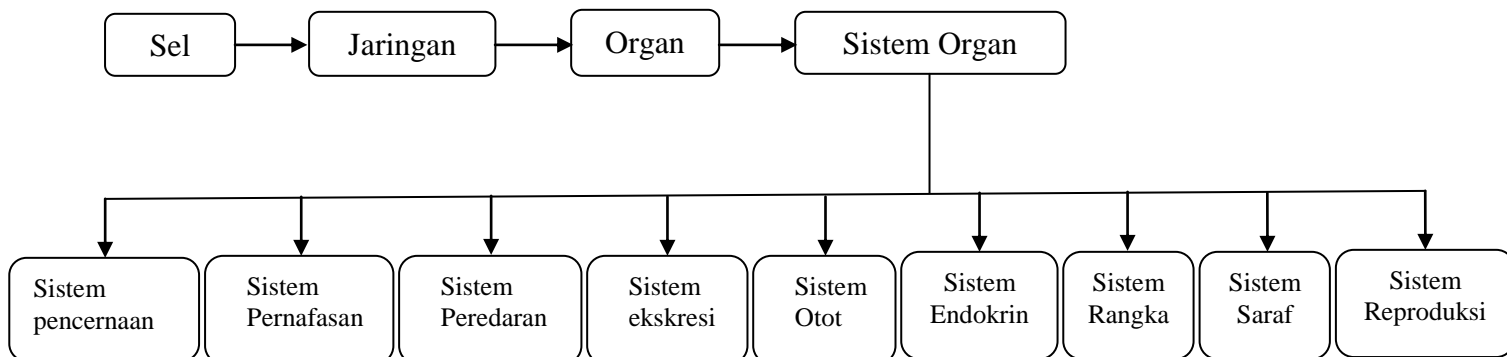 Sel
Jaringan
Organ
Sistem Organ
Sistem
pencernaan
Sistem
Pernafasan
Sistem
Peredaran
Sistem
ekskresi
Sistem
Otot
Sistem
Endokrin
Sistem
Rangka
Sistem
Saraf
Sistem
Reproduksi